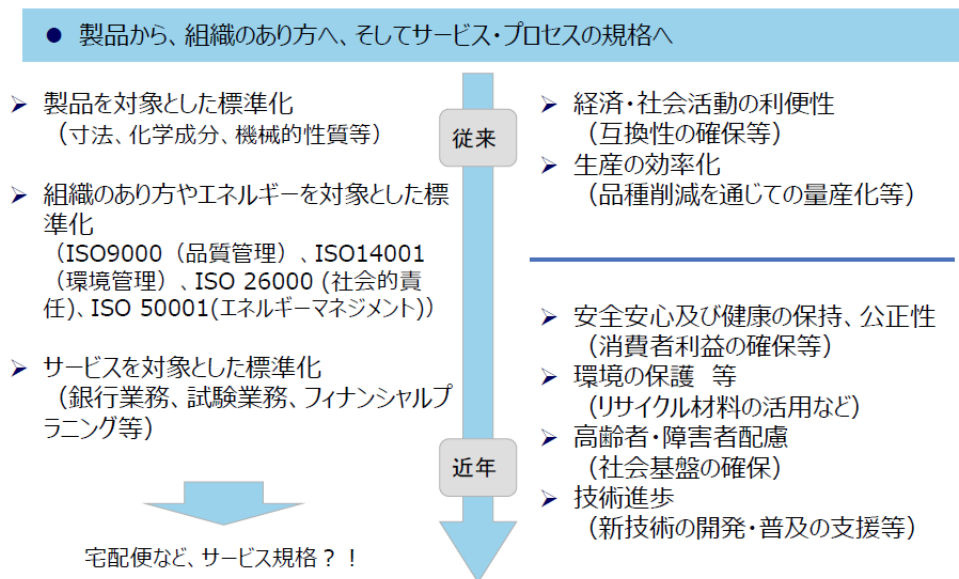 ● 製品から、組織のあり方へ、そしてサービス・プロセスの規格へ
➢ 製品を対象とした標準化
（寸法、化学成分、機械的性質等）
➢ 組織のあり方やエネルギーを対象とした標
準化
（ISO9000（品質管理）、ISO14001
（環境管理）、ISO 26000 (社会的責
任)、ISO 50001(エネルギーマネジメント)）
➢ サービスを対象とした標準化
（銀行業務、試験業務、フィナンシャルプ
ラニング等）
宅配便など、サービス規格？！
従来
近年
➢ 経済・社会活動の利便性
（互換性の確保等）
➢ 生産の効率化
（品種削減を通じての量産化等）
➢ 安全安心及び健康の保持、公正性
（消費者利益の確保等）
➢ 環境の保護 等
（リサイクル材料の活用など）
➢ 高齢者・障害者配慮
（社会基盤の確保）
➢ 技術進歩
（新技術の開発・普及の支援等）